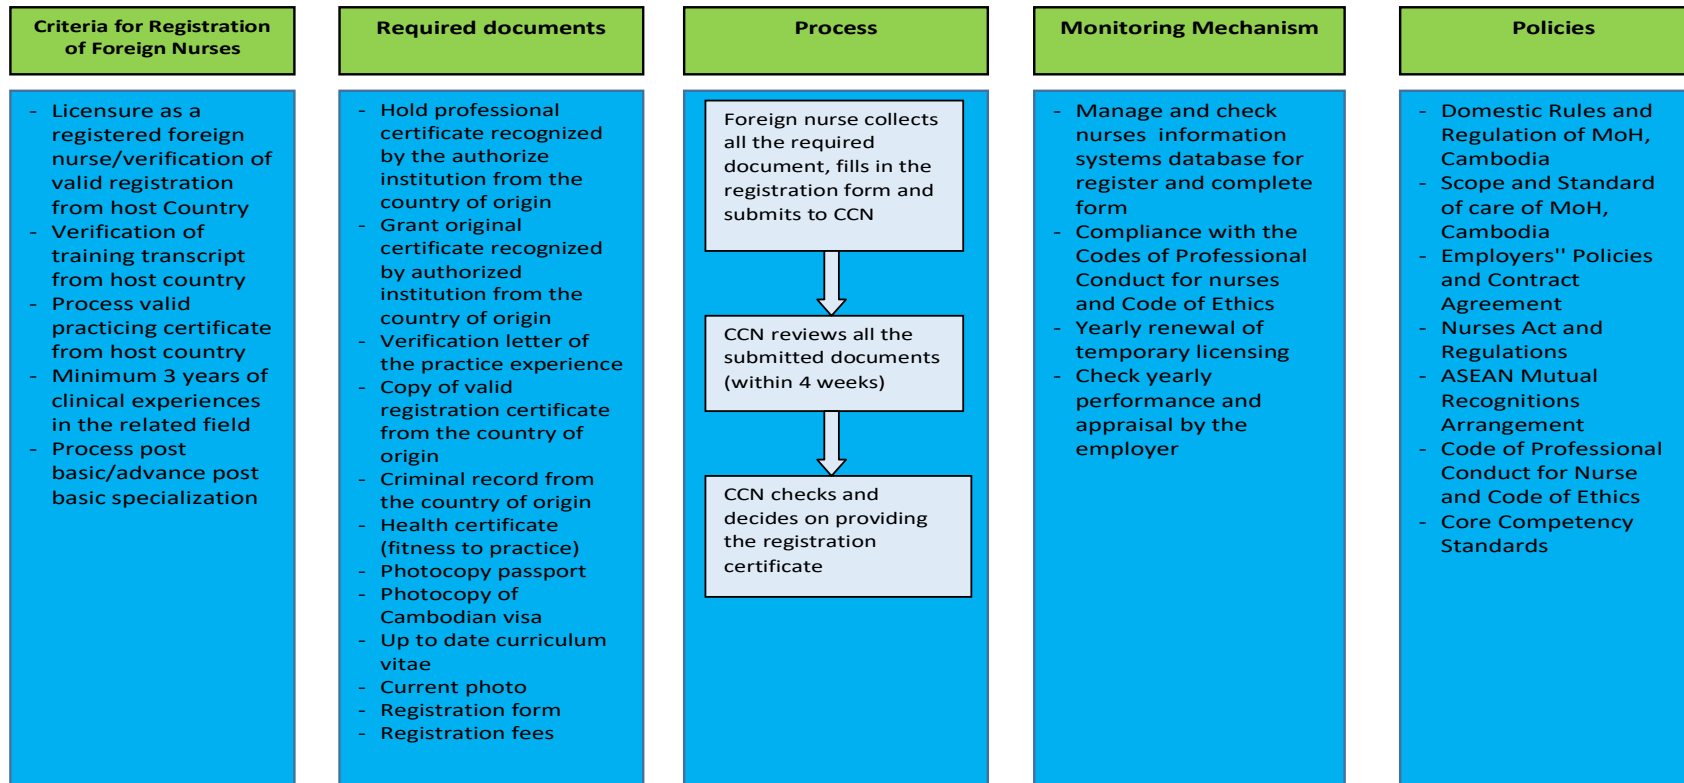 Criteria for Registration
of Foreign Nurses
- Licensure as a
registered foreign
nurse/verification of
valid registration
from host Country
- Verification of
training transcript
from host country
- Process valid
practicing certificate
from host country
- Minimum 3 years of
clinical experiences
in the related field
- Process post
basic/advance post
basic specialization
Required documents
- Hold professional
certificate recognized
by the authorize
institution from the
country of origin
- Grant original
certificate recognized
by authorized
institution from the
country of origin
- Verification letter of
the practice experience
- Copy of valid
registration certificate
from the country of
origin
- Criminal record from
the country of origin
- Health certificate
(fitness to practice)
- Photocopy passport
- Photocopy of
Cambodian visa
- Up to date curriculum
vitae
- Current photo
- Registration form
- Registration fees
Process
Foreign nurse collects
all the required
document, fills in the
registration form and
submits to CCN
CCN reviews all the
submitted documents
(within 4 weeks)
CCN checks and
decides on providing
the registration
certificate
Monitoring Mechanism
- Manage and check
nurses information
systems database for
register and complete
form
- Compliance with the
Codes of Professional
Conduct for nurses
and Code of Ethics
- Yearly renewal of
temporary licensing
- Check yearly
performance and
appraisal by the
employer
Policies
- Domestic Rules and
Regulation of MoH,
Cambodia
- Scope and Standard
of care of MoH,
Cambodia
- Employers'' Policies
and Contract
Agreement
- Nurses Act and
Regulations
- ASEAN Mutual
Recognitions
Arrangement
- Code of Professional
Conduct for Nurse
and Code of Ethics
- Core Competency
Standards